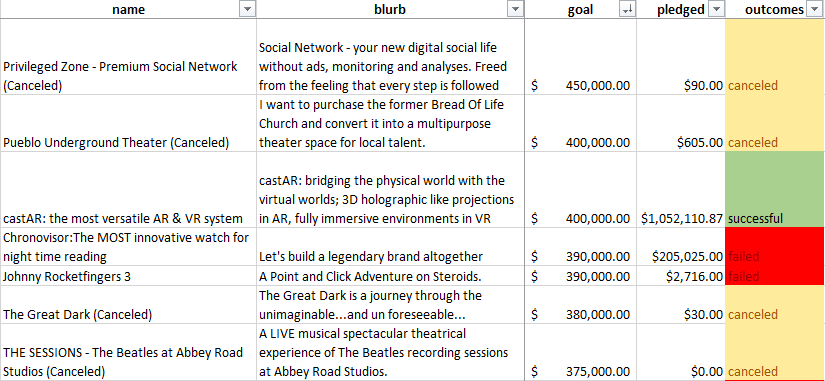 name blurb goal pledged outcomes
Social Network - your new digital social life
Privileged Zone - Premium Social Network without ads, monitoring and analyses. Freed
(Canceled) from the feeling that every step is followed $ 450,000.00 $90.00 canceled
I want to purchase the former Bread Of Life
Church and convert it into a multipurpose
Pueblo Underground Theater (Canceled) theater space for local talent. $ 400,000.00 $605.00 canceled
castAR: bridging the physical world with the
virtual worlds; 3D holographic like projections
castAR: the most versatile AR & VR system in AR, fully immersive environments in VR $ 400,000.00 $1,052,110.87 successful
Chronovisor:The MOST innovative watch for
night time reading Let's build a legendary brand altogether $ 390,000.00 $205,025.00 failed
Johnny Rocketfingers 3 A Point and Click Adventure on Steroids. $ 390,000.00 $2,716.00 failed
The Great Dark is a journey through the
The Great Dark (Canceled) unimaginable...and un foreseeable... $ 380,000.00 $30.00 canceled
A LIVE musical spectacular theatrical
THE SESSIONS - The Beatles at Abbey Road experience of The Beatles recording sessions
Studios (Canceled) at Abbey Road Studios. $ 375,000.00 $0.00 canceled